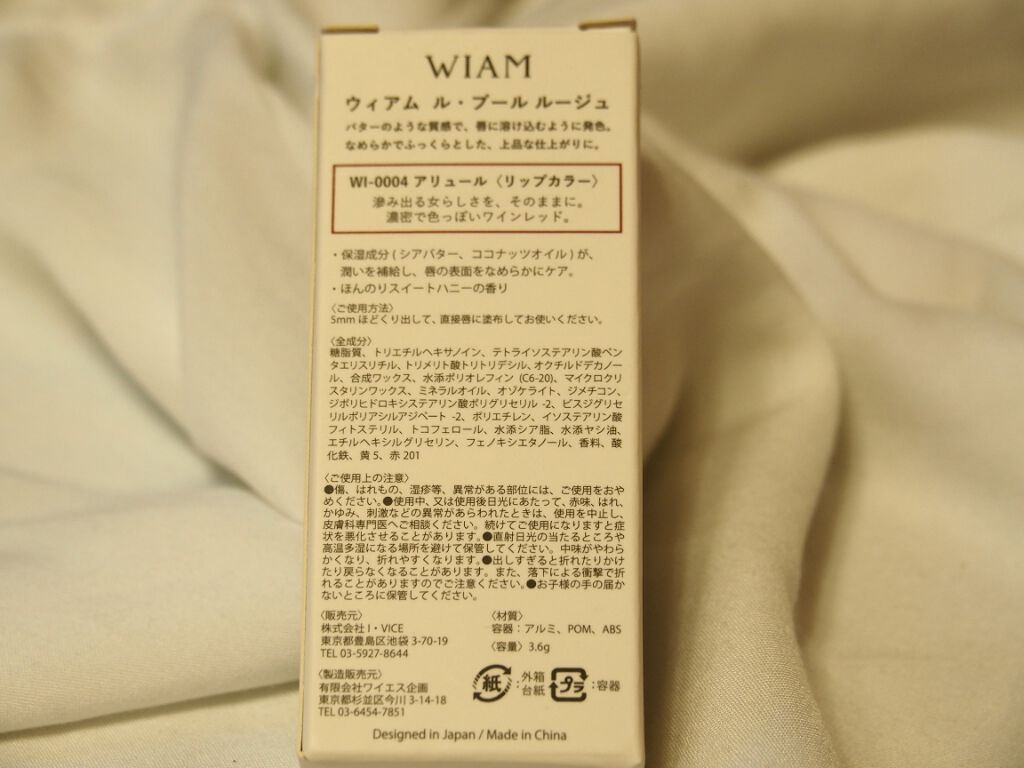 WIAM
ウィアム ル・ブール ルージュ
バターのような質感で、唇に溶け込むように発色。
なめらかでふっくらとした、上品な仕上がりに。
WI-0004 アリュール〈リップカラー〉
滲み出る女らしさを、そのままに。
濃密で色っぽいワインレッド。
・保湿成分 ( シアバター、ココナッツオイル ) が、
潤いを補給し、唇の表面をなめらかにケア。
・ほんのりスイートハニーの香り
〈ご使用方法〉
5mm ほどくり出して、直接唇に塗布してお使いください。
〈全成分〉
糖脂質、トリエチルヘキサノイン、テトライソステアリン酸ペン
タエリスリチル、トリメリト酸トリトリデシル、オクチルドデカノー
ル、合成ワックス、水添ポリオレフィン (C6-20)、マイクロクリ
スタリンワックス、ミネラルオイル、オゾケライト、ジメチコン、
ジポリヒドロキシステアリン酸ポリグリセリル -2、ビスジグリセ
リルポリアシルアジペート -2、ポリエチレン、イソステアリン酸
フィトステリル、トコフェロール、水添シア脂、水添ヤシ油、
エチルヘキシルグリセリン、フェノキシエタノール、香料、酸
化鉄、黄 5、赤 201
〈ご使用上の注意〉
●傷、はれもの、湿疹等、異常がある部位には、ご使用をおや
めください。●使用中、又は使用後日光にあたって、赤味、はれ、
かゆみ、刺激などの異常があらわれたときは、使用を中止し、
皮膚科専門医へご相談ください。続けてご使用になりますと症
状を悪化させることがあります。●直射日光の当たるところや
高温多湿になる場所を避けて保管してください。中味がやわら
かくなり、折れやすくなります。●出しすぎると折れたりかけ
たり戻らなくなることがあります。また、落下による衝撃で折
れることがありますのでご注意ください。●お子様の手の届か
ないところに保管してください。
〈販売元〉
株式会社 I・VICE
東京都豊島区池袋 3-70-19
TEL 03-5927-8644
〈製造販売元〉
有限会社ワイエス企画
東京都杉並区今川 3-14-18
TEL 03-6454-7851
〈材質〉
容器：アルミ、POM、ABS
〈容量〉3.6g
紙：外箱
台紙
プラ：容器
Designed in Japan / Made in China